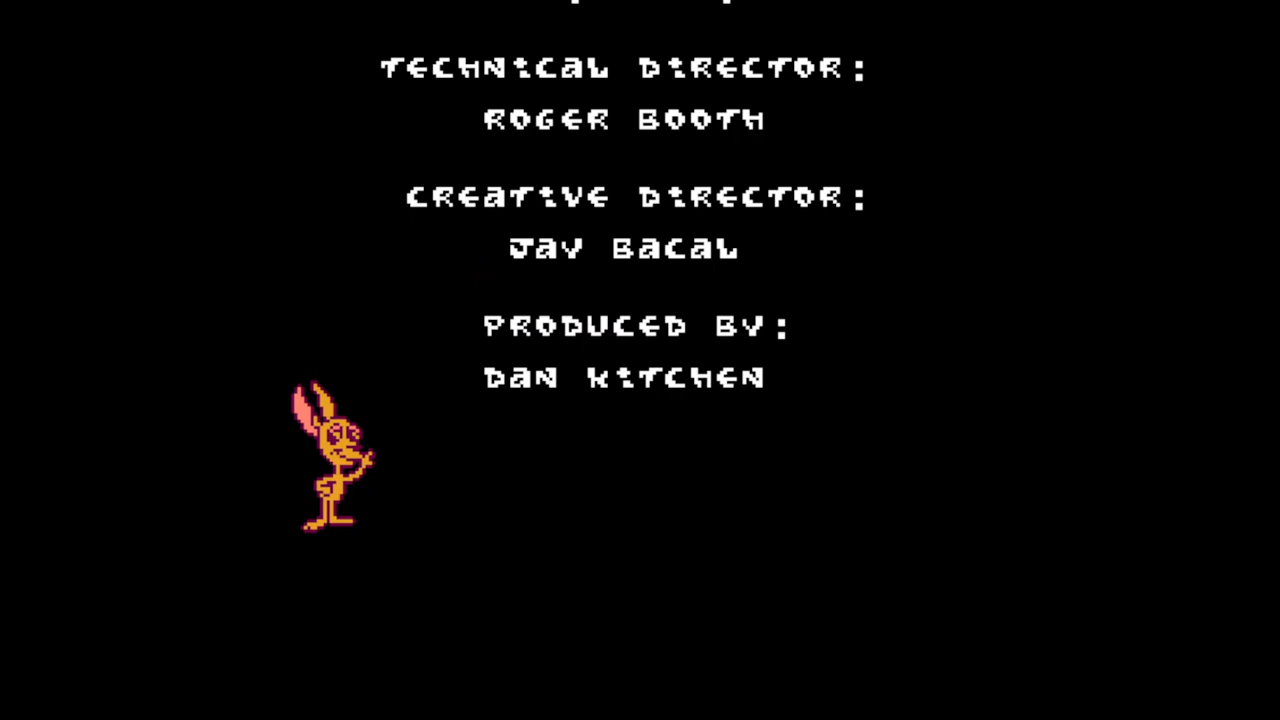 TECHNiCaL DiRECTOR:
ROGER BOOTH
CREaTiVE DiRECTOR:
JaY BaCaL
PRODUCED BY:
DaN KiTCHEN